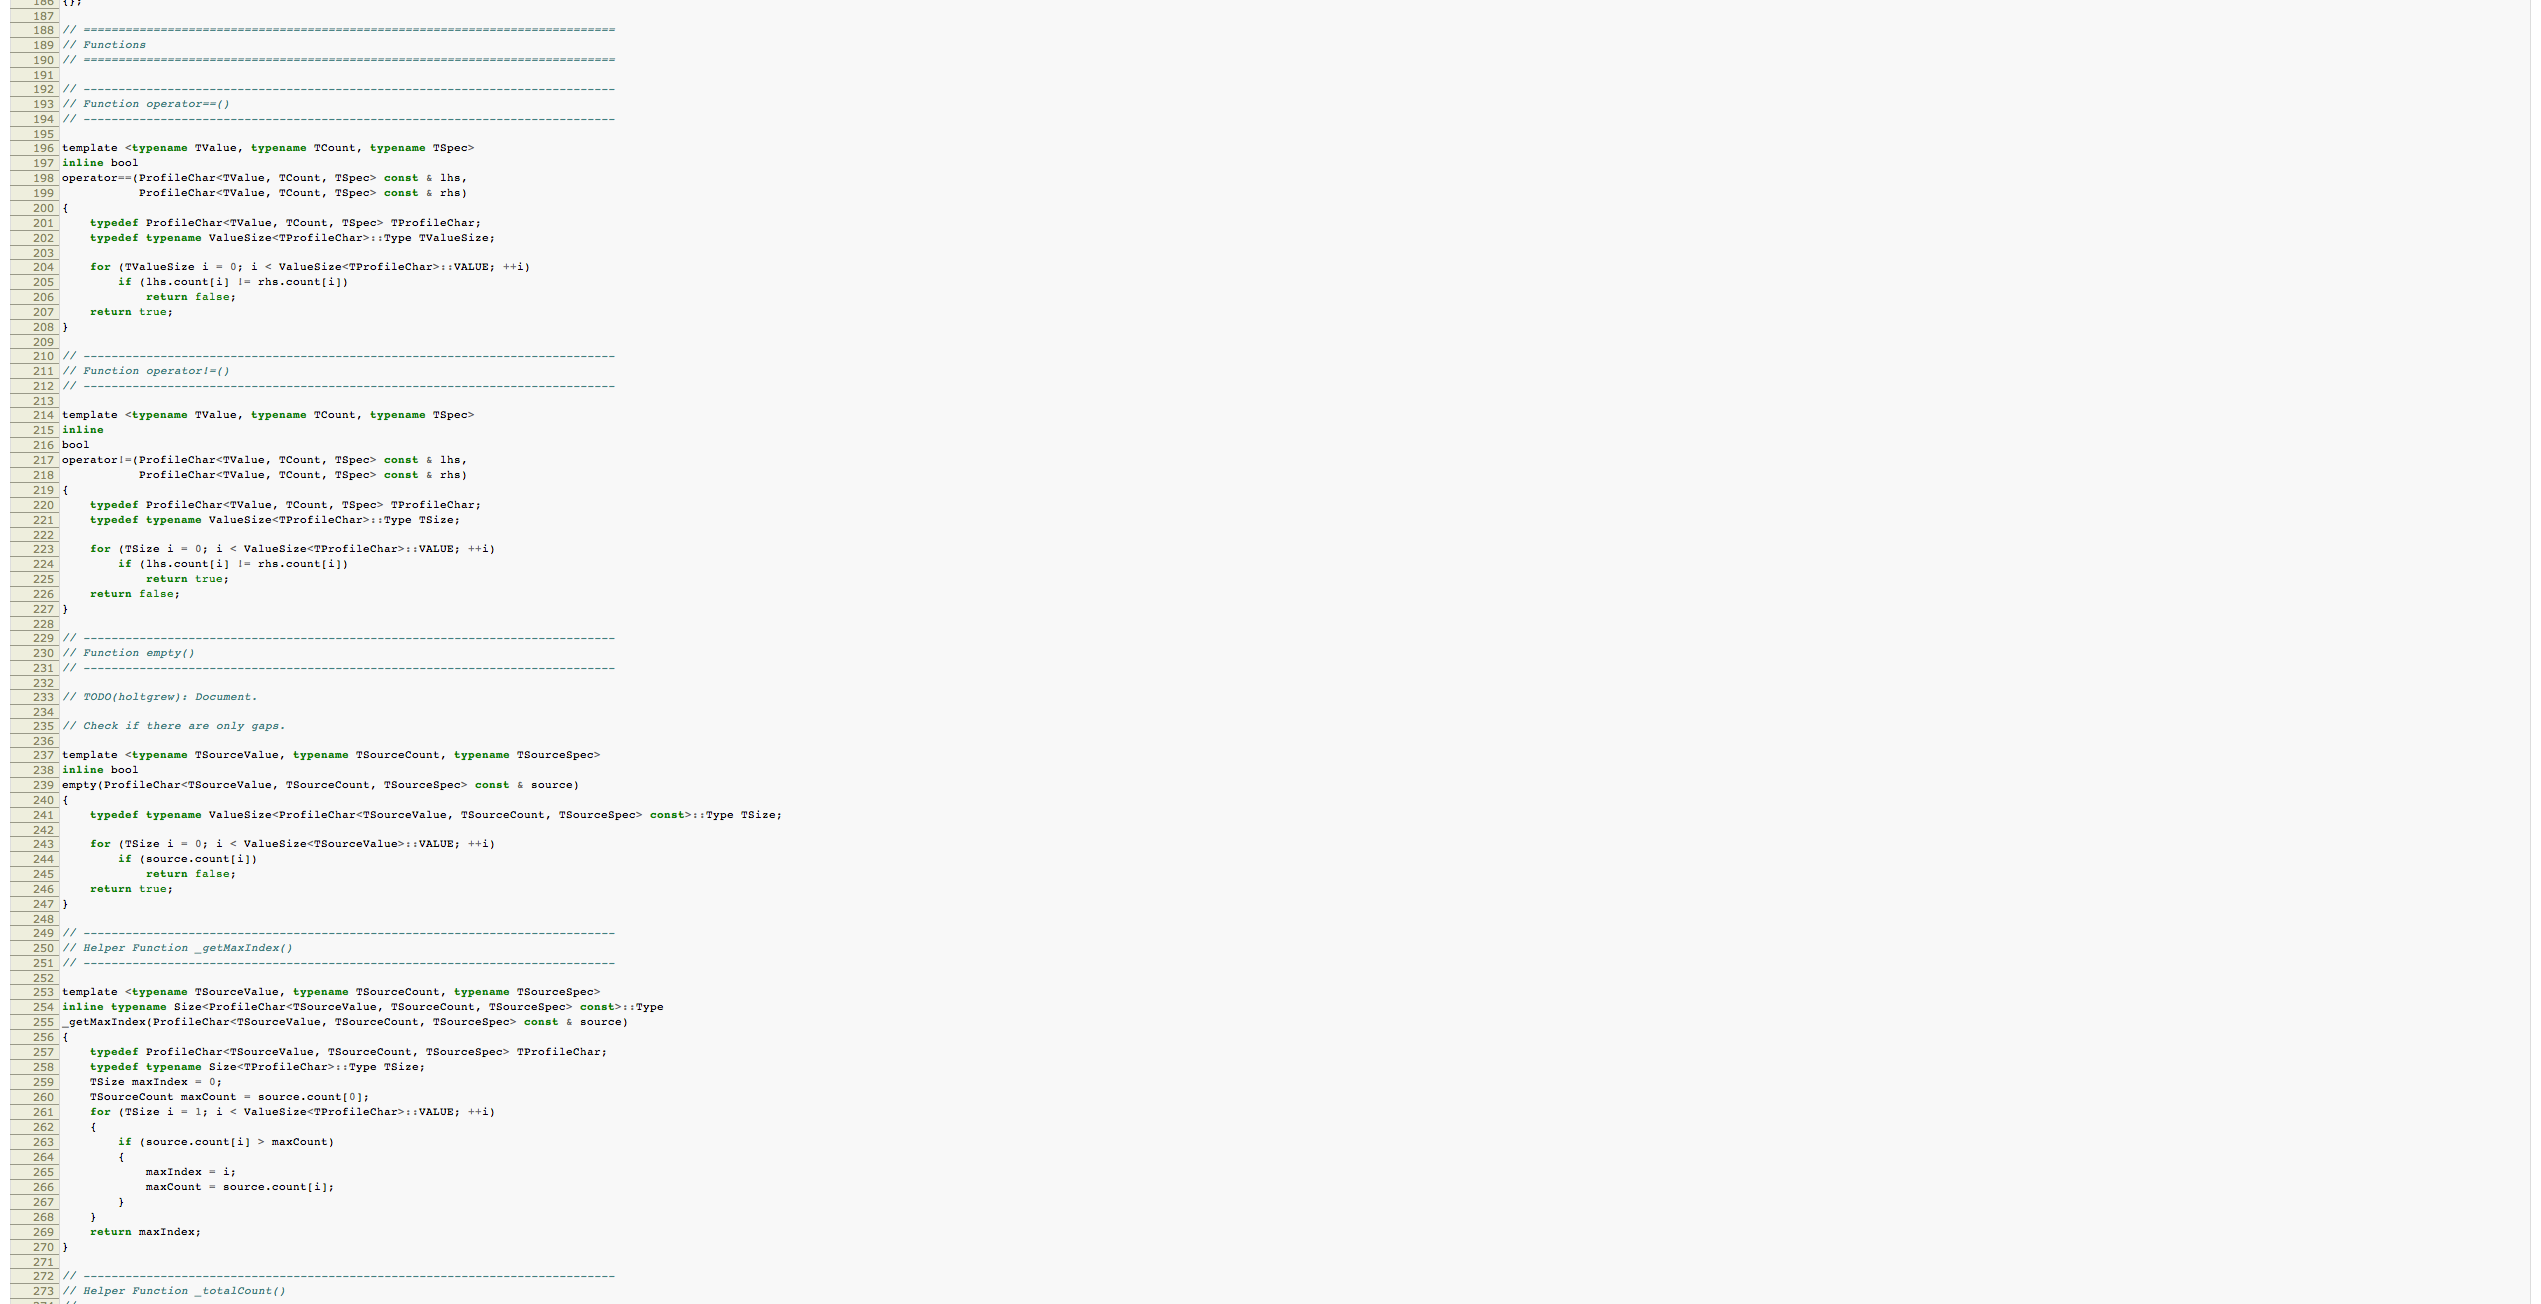 186 {};
187
188 // ============================================================================
189 // Functions
190 // ============================================================================
191
192 // ----------------------------------------------------------------------------
193 // Function operator==()
194 // ----------------------------------------------------------------------------
195
196 template <typename TValue, typename TCount, typename TSpec>
197 inline bool
198 operator==(ProfileChar<TValue, TCount, TSpec> const & lhs,
199            ProfileChar<TValue, TCount, TSpec> const & rhs)
200 {
201     typedef ProfileChar<TValue, TCount, TSpec> TProfileChar;
202     typedef typename ValueSize<TProfileChar>::Type TValueSize;
203
204     for (TValueSize i = 0; i < ValueSize<TProfileChar>::VALUE; ++i)
205         if (lhs.count[i] != rhs.count[i])
206             return false;
207     return true;
208 }
209
210 // ----------------------------------------------------------------------------
211 // Function operator!=()
212 // ----------------------------------------------------------------------------
213
214 template <typename TValue, typename TCount, typename TSpec>
215 inline
216 bool
217 operator!=(ProfileChar<TValue, TCount, TSpec> const & lhs,
218            ProfileChar<TValue, TCount, TSpec> const & rhs)
219 {
220     typedef ProfileChar<TValue, TCount, TSpec> TProfileChar;
221     typedef typename ValueSize<TProfileChar>::Type TSize;
222
223     for (TSize i = 0; i < ValueSize<TProfileChar>::VALUE; ++i)
224         if (lhs.count[i] != rhs.count[i])
225             return true;
226     return false;
227 }
228
229 // ----------------------------------------------------------------------------
230 // Function empty()
231 // ----------------------------------------------------------------------------
232
233 // TODO(holtgrew): Document.
234
235 // Check if there are only gaps.
236
237 template <typename TSourceValue, typename TSourceCount, typename TSourceSpec>
238 inline bool
239 empty(ProfileChar<TSourceValue, TSourceCount, TSourceSpec> const & source)
240 {
241     typedef typename ValueSize<ProfileChar<TSourceValue, TSourceCount, TSourceSpec> const>::Type TSize;
242
243     for (TSize i = 0; i < ValueSize<TSourceValue>::VALUE; ++i)
244         if (source.count[i])
245             return false;
246     return true;
247 }
248
249 // ----------------------------------------------------------------------------
250 // Helper Function _getMaxIndex()
251 // ----------------------------------------------------------------------------
252
253 template <typename TSourceValue, typename TSourceCount, typename TSourceSpec>
254 inline typename Size<ProfileChar<TSourceValue, TSourceCount, TSourceSpec> const>::Type
255 _getMaxIndex(ProfileChar<TSourceValue, TSourceCount, TSourceSpec> const & source)
256 {
257     typedef ProfileChar<TSourceValue, TSourceCount, TSourceSpec> TProfileChar;
258     typedef typename Size<TProfileChar>::Type TSize;
259     TSize maxIndex = 0;
260     TSourceCount maxCount = source.count[0];
261     for (TSize i = 1; i < ValueSize<TProfileChar>::VALUE; ++i)
262     {
263         if (source.count[i] > maxCount)
264         {
265             maxIndex = i;
266             maxCount = source.count[i];
267         }
268     }
269     return maxIndex;
270 }
271
272 // ----------------------------------------------------------------------------
273 // Helper Function _totalCount()